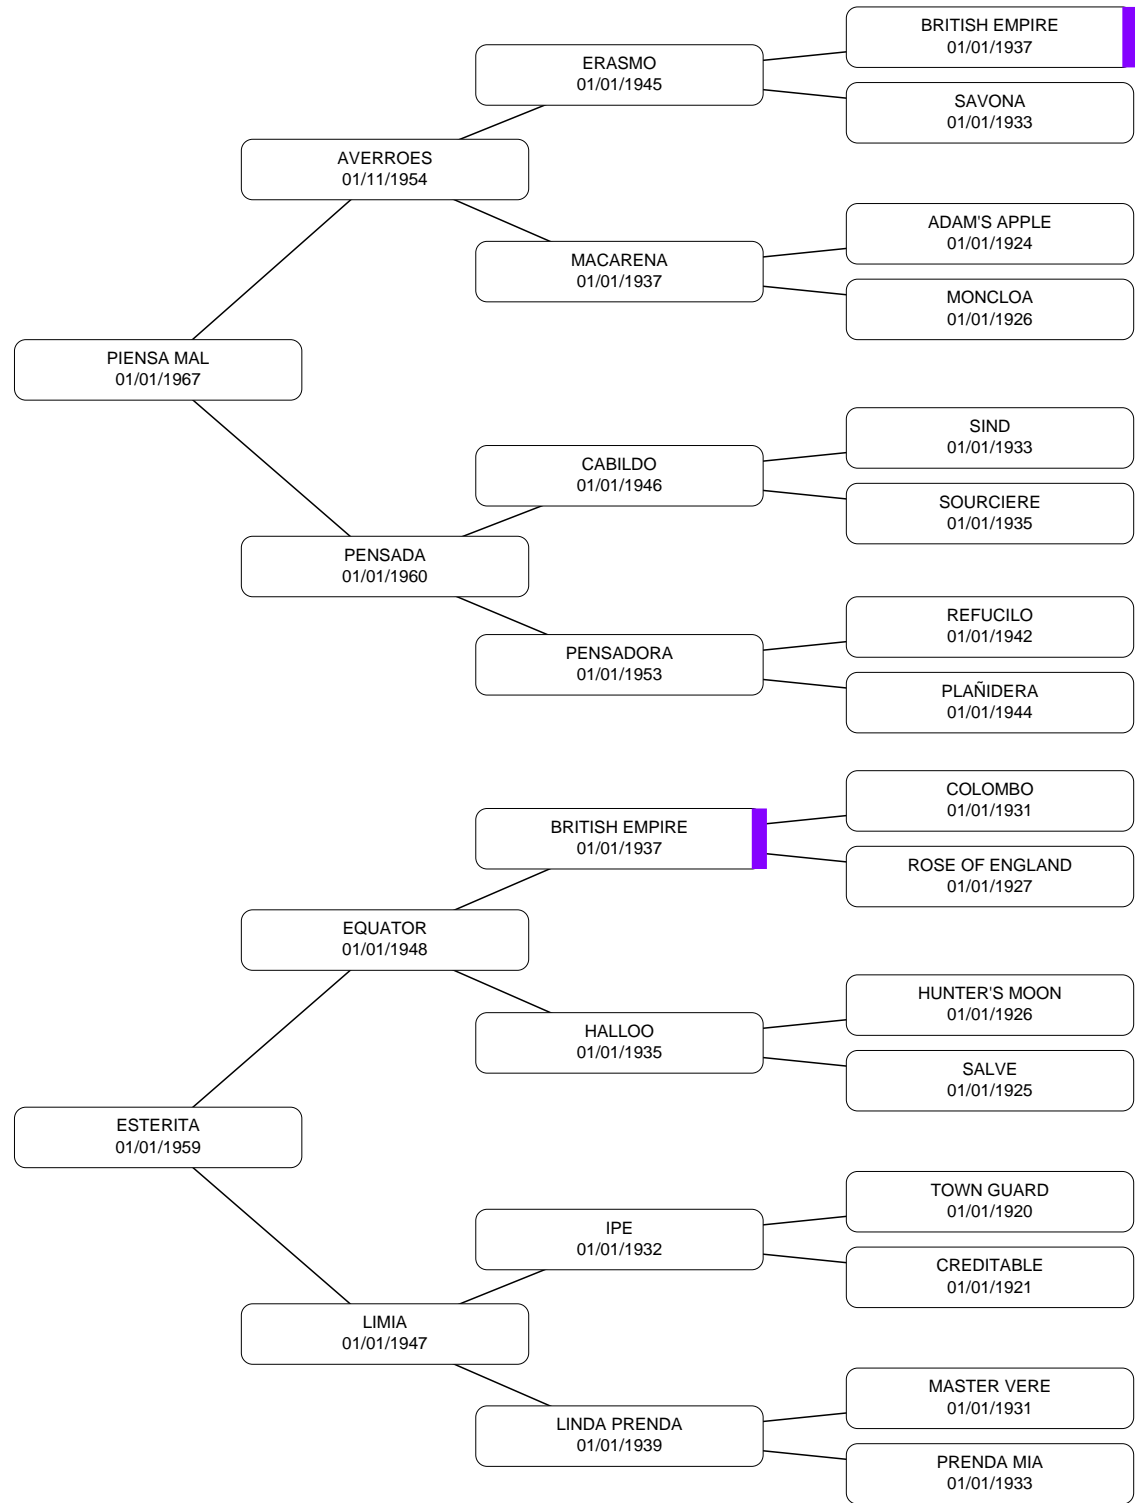 BRITISH EMPIRE
01/01/1937
ERASMO
01/01/1945
SAVONA
01/01/1933
AVERROES
01/11/1954
ADAM'S APPLE
01/01/1924
MACARENA
01/01/1937
MONCLOA
01/01/1926
PIENSA MAL
01/01/1967
SIND
01/01/1933
CABILDO
01/01/1946
SOURCIERE
01/01/1935
PENSADA
01/01/1960
REFUCILO
01/01/1942
PENSADORA
01/01/1953
PLAÑIDERA
01/01/1944
COLOMBO
01/01/1931
BRITISH EMPIRE
01/01/1937
ROSE OF ENGLAND
01/01/1927
EQUATOR
01/01/1948
HUNTER'S MOON
01/01/1926
HALLOO
01/01/1935
SALVE
01/01/1925
ESTERITA
01/01/1959
TOWN GUARD
01/01/1920
IPE
01/01/1932
CREDITABLE
01/01/1921
LIMIA
01/01/1947
MASTER VERE
01/01/1931
LINDA PRENDA
01/01/1939
PRENDA MIA
01/01/1933